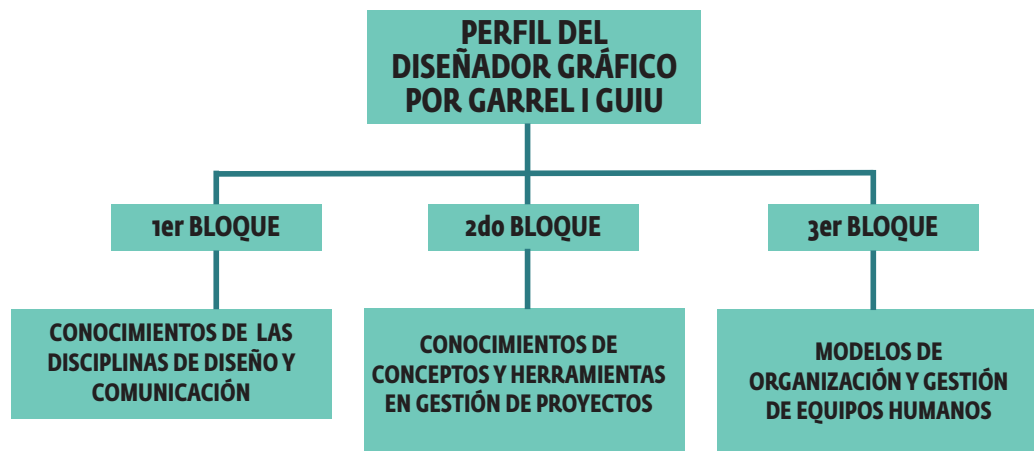 PERFIL DEL
DISEÑADOR GRÁFICO
POR GARREL I GUIU
1er BLOQUE
2do BLOQUE
3er BLOQUE
CONOCIMIENTOS DE LAS
DISCIPLINAS DE DISEÑO Y
COMUNICACIÓN
CONOCIMIENTOS DE
CONCEPTOS Y HERRAMIENTAS
EN GESTIÓN DE PROYECTOS
MODELOS DE
ORGANIZACIÓN Y GESTIÓN
DE EQUIPOS HUMANOS